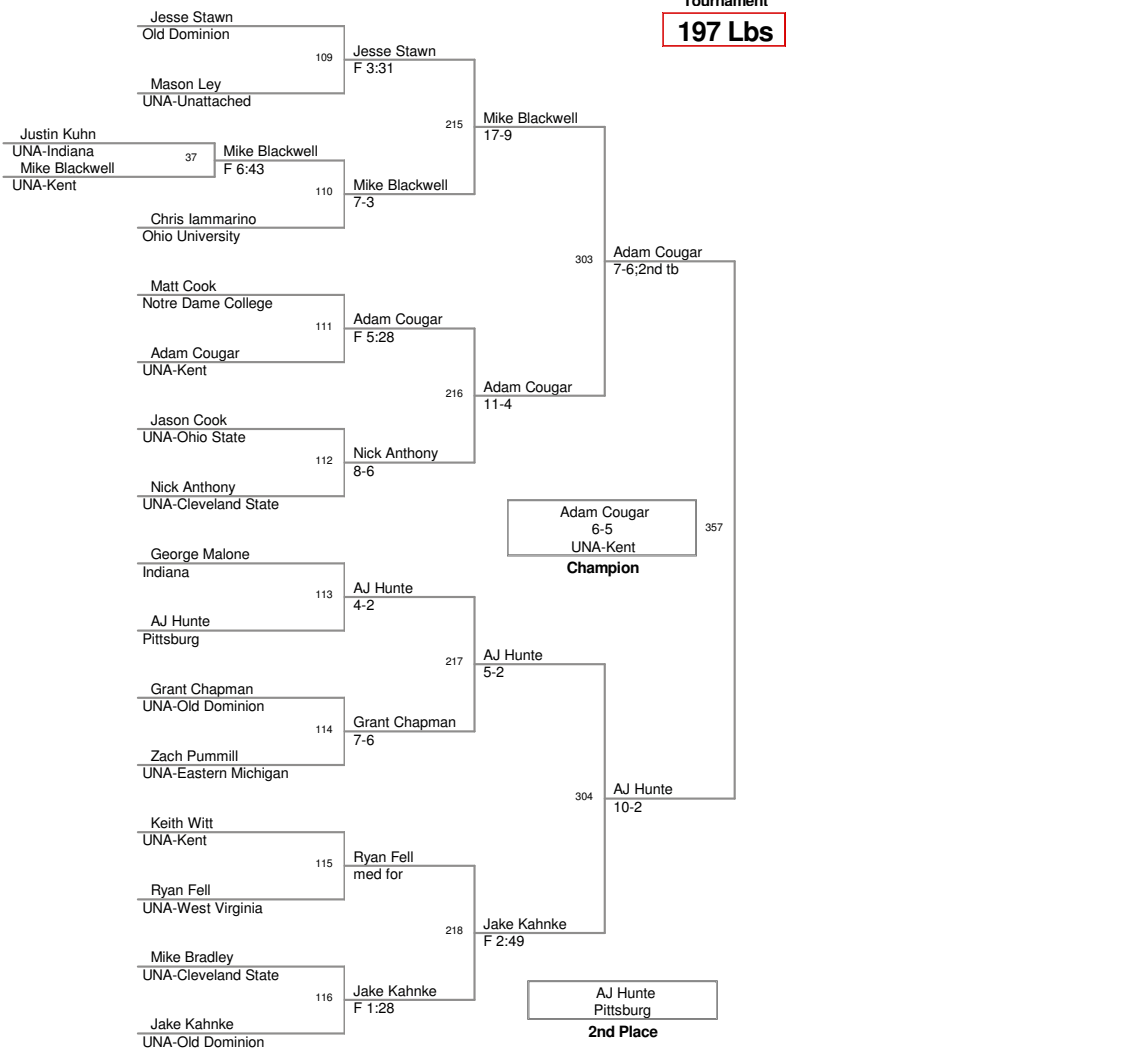 Tournament
197 Lbs
Jesse Stawn
Old Dominion
109
Jesse Stawn
F 3:31
Mason Ley
UNA-Unattached
215
Mike Blackwell
17-9
Justin Kuhn
UNA-Indiana
37
Mike Blackwell
F 6:43
Mike Blackwell
UNA-Kent
110
Mike Blackwell
7-3
Chris Iammarino
Ohio University
303
Adam Cougar
7-6;2nd tb
Matt Cook
Notre Dame College
111
Adam Cougar
F 5:28
Adam Cougar
UNA-Kent
216
Adam Cougar
11-4
Jason Cook
UNA-Ohio State
112
Nick Anthony
8-6
Nick Anthony
UNA-Cleveland State
Adam Cougar
6-5
UNA-Kent
357
Champion
George Malone
Indiana
113
AJ Hunte
4-2
AJ Hunte
Pittsburg
217
AJ Hunte
5-2
Grant Chapman
UNA-Old Dominion
114
Grant Chapman
7-6
Zach Pummill
UNA-Eastern Michigan
304
AJ Hunte
10-2
Keith Witt
UNA-Kent
115
Ryan Fell
med for
Ryan Fell
UNA-West Virginia
218
Jake Kahnke
F 2:49
Mike Bradley
UNA-Cleveland State
116
Jake Kahnke
F 1:28
Jake Kahnke
UNA-Old Dominion
AJ Hunte
Pittsburg
2nd Place